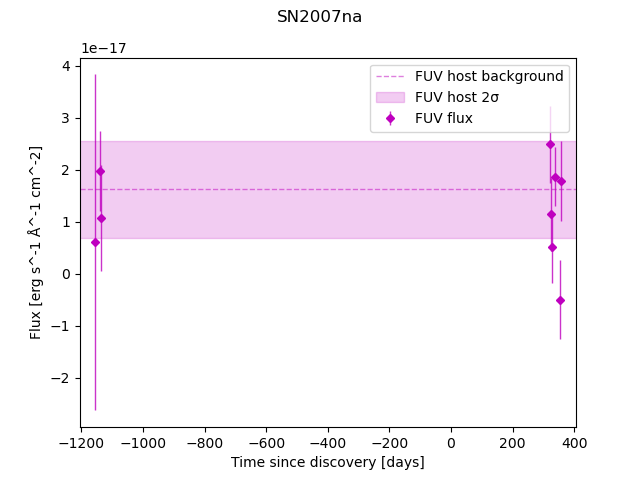 SN2007na
1e−17
FUV host background
FUV host 2σ
FUV flux
4
3
2
1
0
−1
−2
Flux [erg s^-1 Å^-1 cm^-2]
−1200 −1000 −800 −600 −400 −200 0 200 400
Time since discovery [days]